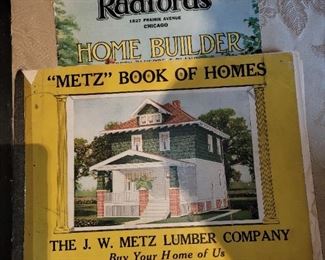 Radfords
1827 PRAIRIE AVENUE
CHICAGO
HOME BUILDER
"METZ" BOOK OF HOMES
THE J. W. METZ LUMBER COMPANY
Buy Your Home of Us